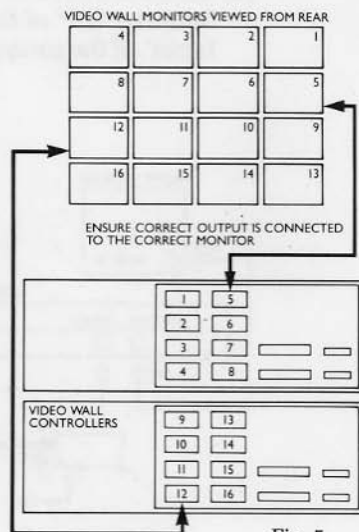 VIDEO WALL MONITORS VIEWED FROM REAR
4 3 2 1
8 7 6 5
12 11 10 9
16 15 14 13
ENSURE CORRECT OUTPUT IS CONNECTED
TO THE CORRECT MONITOR
1 5
2 6
3 7
4 8
VIDEO WALL
CONTROLLERS
9 13
10 14
11 15
12 16